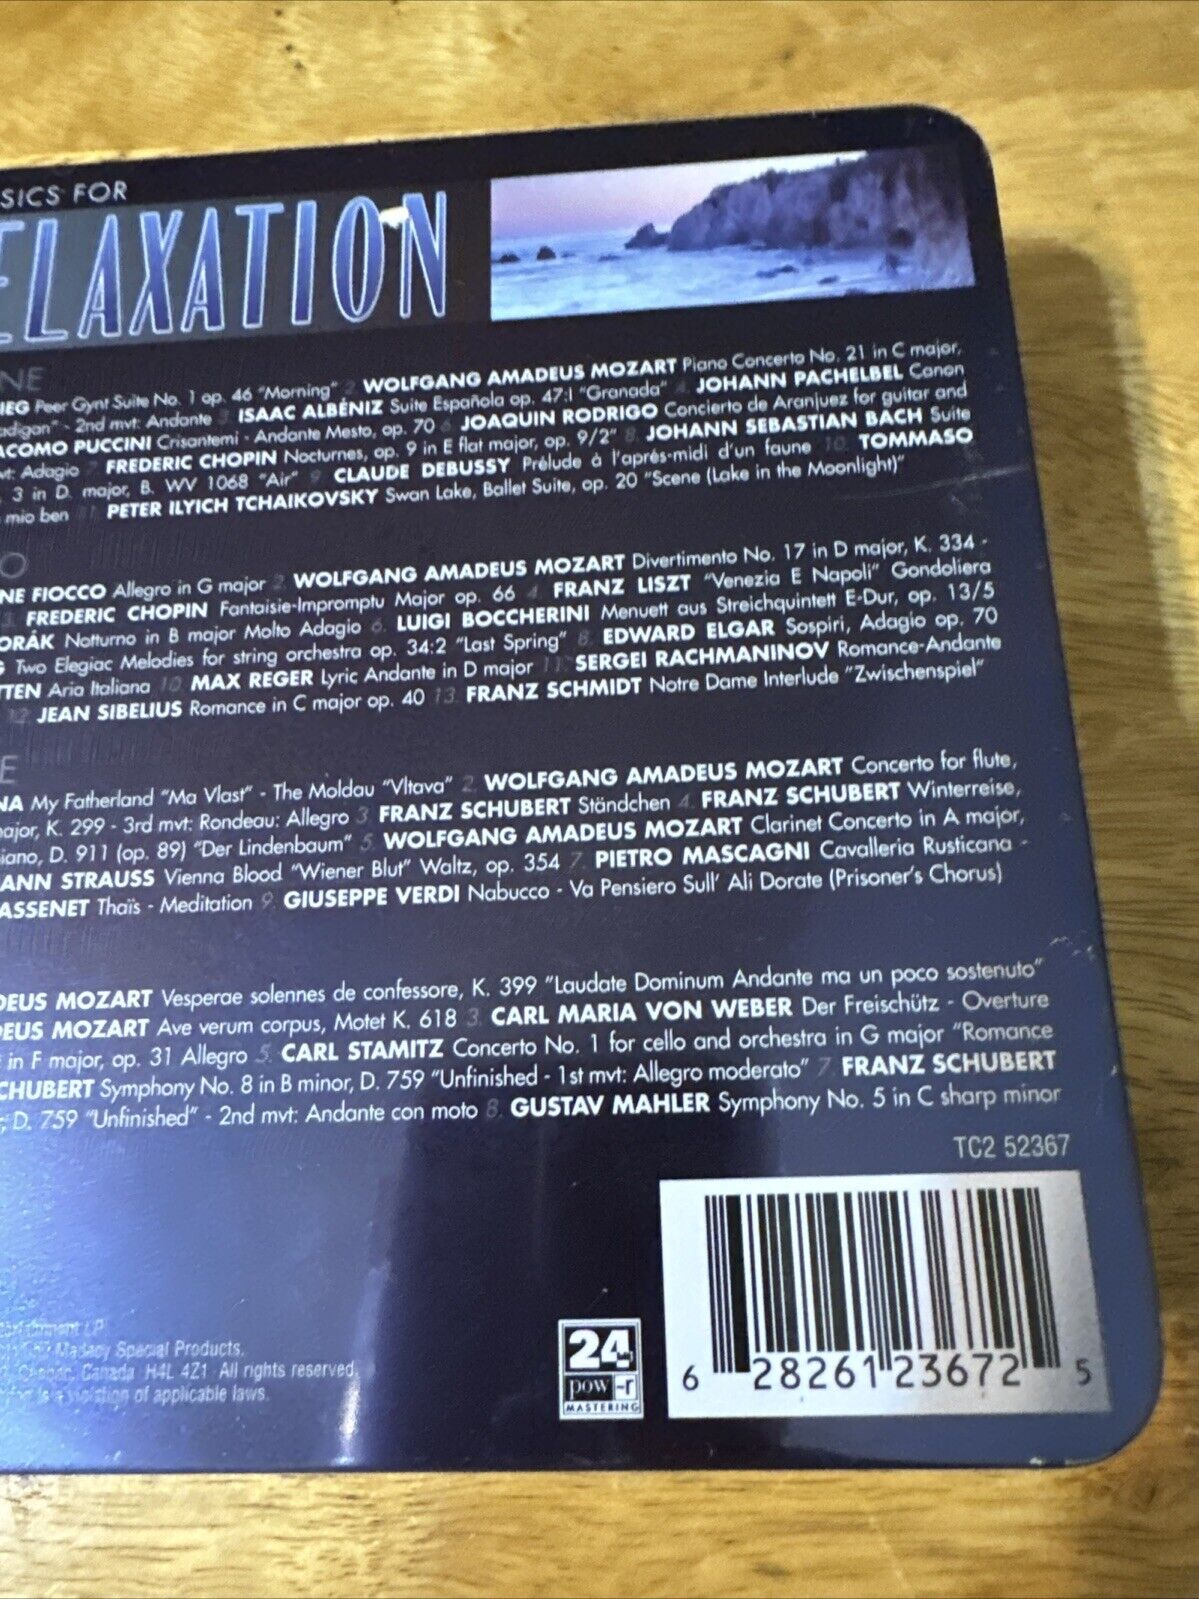 SICS FOR
ELAXATION
NE
IEG Peer Gynt Suite No. 1 op. 46 "Morning" 2. WOLFGANG AMADEUS MOZART Piano Concerto No. 21 in C major,
adigan" - 2nd mvt: Andante 3. ISAAC ALBÉNIZ Suite Española op. 47:1 "Granada" 4. JOHANN PACHELBEL Canon
ACOMO PUCCINI Crisantemi - Andante Mesto, op. 70 6. JOAQUIN RODRIGO Concierto de Aranjuez for guitar and
vt: Adagio 7. FREDERIC CHOPIN Nocturnes, op. 9 in E flat major, op. 9/2" 8. JOHANN SEBASTIAN BACH Suite
. 3 in D. major, B. WV 1068 "Air" 9. CLAUDE DEBUSSY Prélude à l'aprés-midi d'un faune 10. TOMMASO
mio ben 11. PETER ILYICH TCHAIKOVSKY Swan Lake, Ballet Suite, op. 20 "Scene (Lake in the Moonlight)"
O
NE FIOCCO Allegro in G major 2. WOLFGANG AMADEUS MOZART Divertimento No. 17 in D major, K. 334 -
3. FREDERIC CHOPIN Fantaisie-Impromptu Major op. 66 4. FRANZ LISZT "Venezia E Napoli" Gondoliera
ORÁK Notturno in B major Molto Adagio 6. LUIGI BOCCHERINI Menuett aus Streichquintett E-Dur, op. 13/5
G Two Elegiac Melodies for string orchestra op. 34:2 "Last Spring" 8. EDWARD ELGAR Sospiri, Adagio op. 70
TEN Aria Italiana 10. MAX REGER Lyric Andante in D major 11. SERGEI RACHMANINOV Romance-Andante
12. JEAN SIBELIUS Romance in C major op. 40 13. FRANZ SCHMIDT Notre Dame Interlude "Zwischenspiel"
E
NA My Fatherland "Ma Vlast" - The Moldau "Vltava" 2. WOLFGANG AMADEUS MOZART Concerto for flute,
ajor, K. 299 - 3rd mvt: Rondeau: Allegro 3. FRANZ SCHUBERT Ständchen 4. FRANZ SCHUBERT Winterreise,
iano, D. 911 (op. 89) "Der Lindenbaum" 5. WOLFGANG AMADEUS MOZART Clarinet Concerto in A major,
ANN STRAUSS Vienna Blood "Wiener Blut" Waltz, op. 354 7. PIETRO MASCAGNI Cavalleria Rusticana -
ASSENET Thaïs - Meditation 9. GIUSEPPE VERDI Nabucco - Va Pensiero Sull' Ali Dorate (Prisoner's Chorus)
DEUS MOZART Vesperae solennes de confessore, K. 399 "Laudate Dominum Andante ma un poco sostenuto"
DEUS MOZART Ave verum corpus, Motet K. 618 3. CARL MARIA VON WEBER Der Freischütz - Overture
in F major, op. 31 Allegro 5. CARL STAMITZ Concerto No. 1 for cello and orchestra in G major "Romance
CHUBERT Symphony No. 8 in B minor, D. 759 "Unfinished - 1st mvt: Allegro moderato" 7. FRANZ SCHUBERT
r, D. 759 "Unfinished" - 2nd mvt: Andante con moto 8. GUSTAV MAHLER Symphony No. 5 in C sharp minor
TC2 52367
LP
Madacy Special Products.
Canada H4L 4Z1 All rights reserved.
is a violation of applicable laws.
24 bit
pow-r
MASTERING
6 28261 23672 5